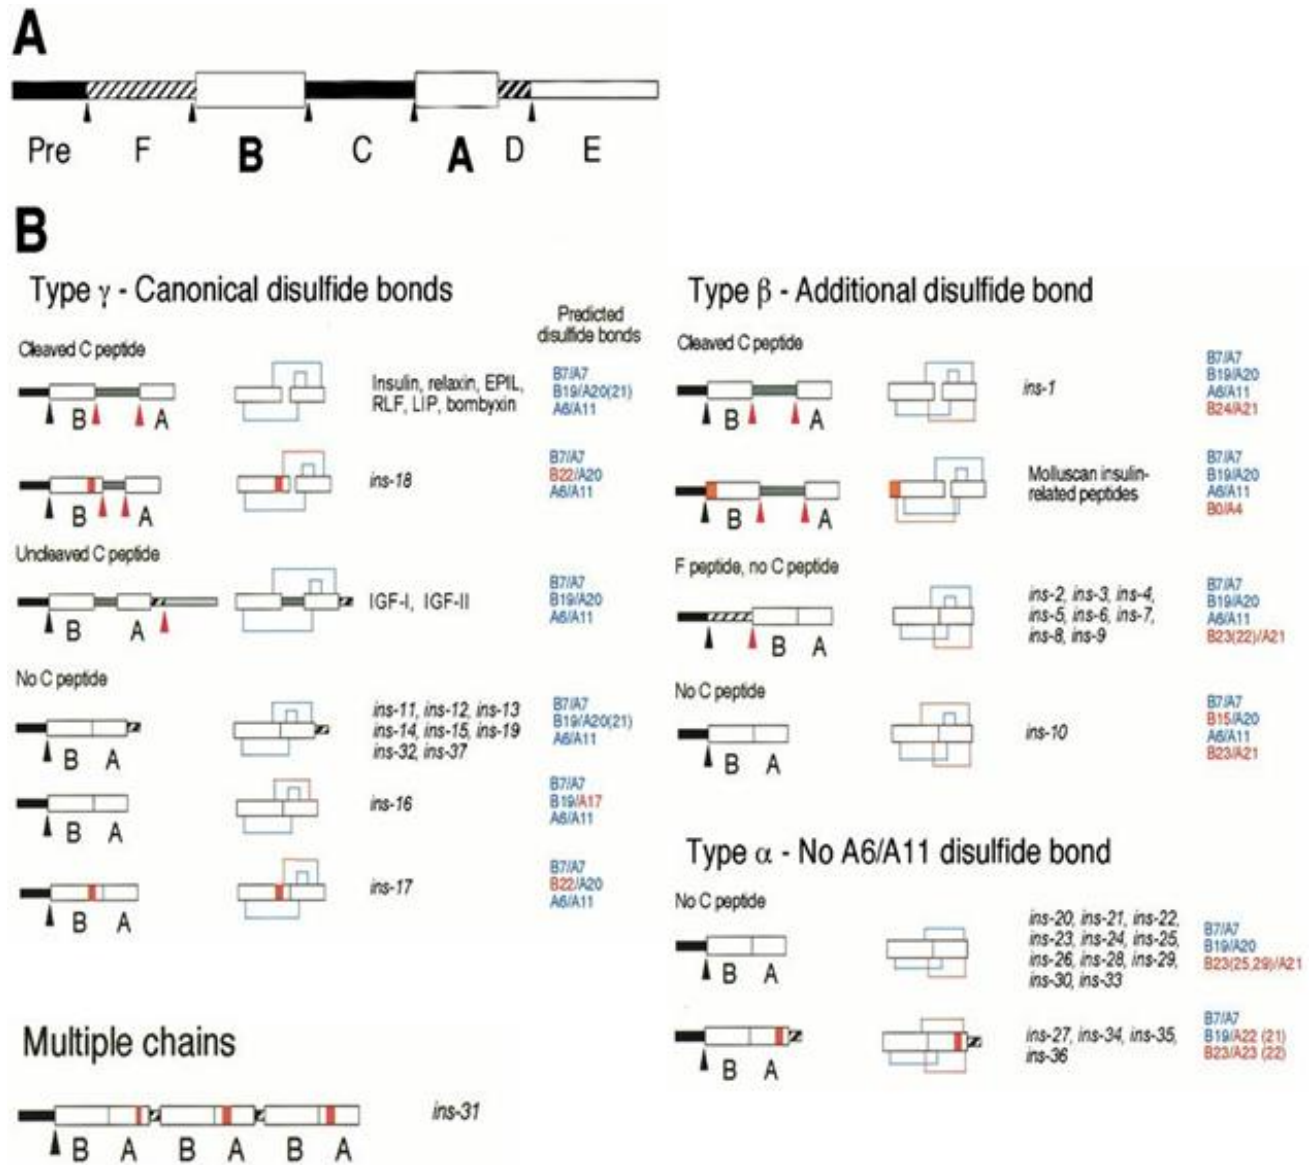 A
Pre F B C A D E
B
Type γ - Canonical disulfide bonds
Predicted
disulfide bonds
Cleaved C peptide
B A
Insulin, relaxin, EPIL,
RLF, LIP, bombyxin
B7/A7
B19/A20(21)
A6/A11
B A
ins-18
B7/A7
B22/A20
A6/A11
Uncleaved C peptide
B A
IGF-I, IGF-II
B7/A7
B19/A20
A6/A11
No C peptide
B A
ins-11, ins-12, ins-13
ins-14, ins-15, ins-19
ins-32, ins-37
B7/A7
B19/A20(21)
A6/A11
B A
ins-16
B7/A7
B19/A17
A6/A11
B A
ins-17
B7/A7
B22/A20
A6/A11
Multiple chains
B A B A B A
ins-31
Type β - Additional disulfide bond
Cleaved C peptide
B A
ins-1
B7/A7
B19/A20
A6/A11
B24/A21
B A
Molluscan insulin-
related peptides
B7/A7
B19/A20
A6/A11
B0/A4
F peptide, no C peptide
B A
ins-2, ins-3, ins-4,
ins-5, ins-6, ins-7,
ins-8, ins-9
B7/A7
B19/A20
A6/A11
B23(22)/A21
No C peptide
B A
ins-10
B7/A7
B15/A20
A6/A11
B23/A21
Type α - No A6/A11 disulfide bond
No C peptide
B A
ins-20, ins-21, ins-22,
ins-23, ins-24, ins-25,
ins-26, ins-28, ins-29,
ins-30, ins-33
B7/A7
B19/A20
B23(25,29)/A21
B A
ins-27, ins-34, ins-35,
ins-36
B7/A7
B19/A22 (21)
B23/A23 (22)